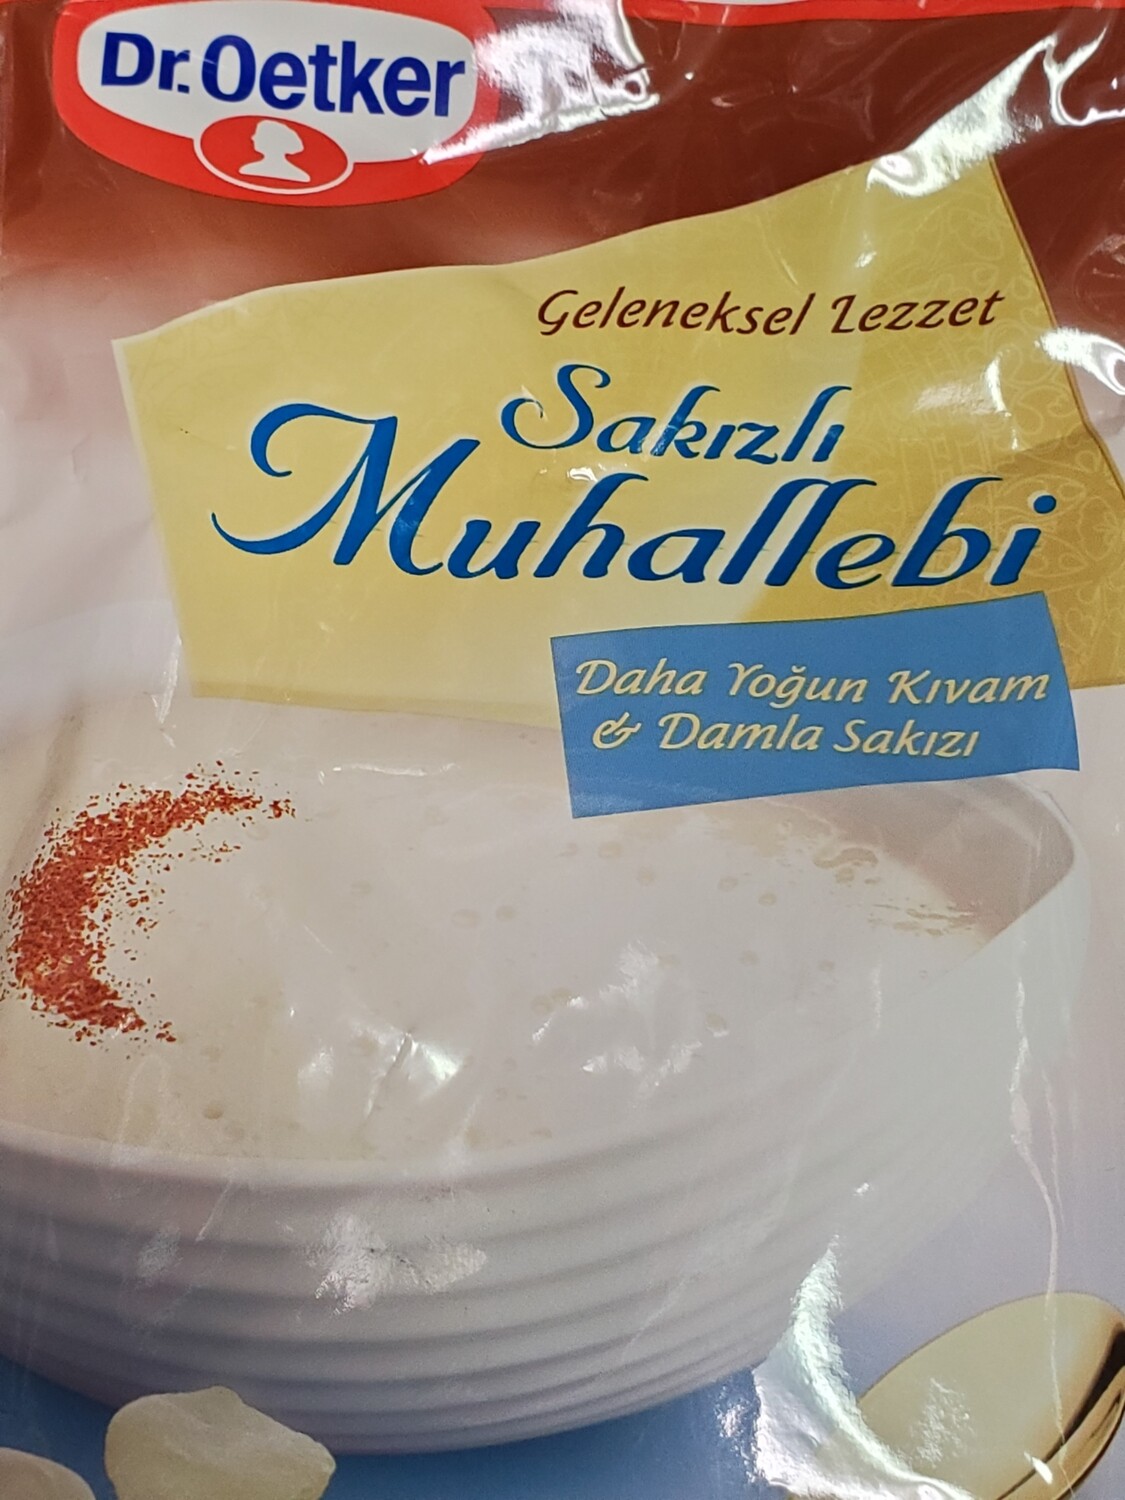 Dr.Oetker
Geleneksel Lezzet
Sakızlı
Muhallebi
Daha Yoğun Kıvam
& Damla Sakızı